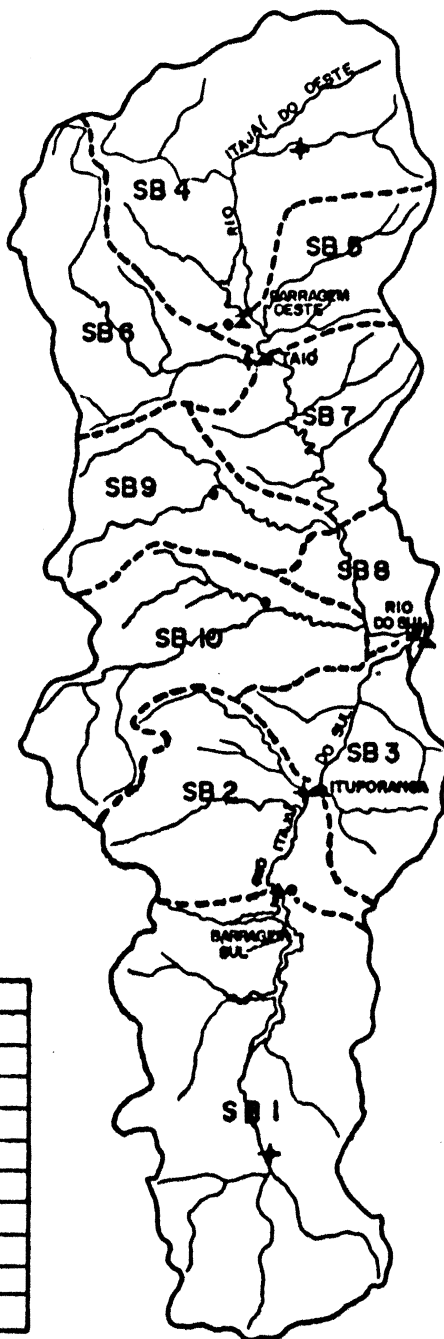 RIO
ITAJAÍ DO OESTE
SB 4
SB 5
BARRAGEM
OESTE
SB 6
TAIÓ
SB 7
SB 9
SB 8
RIO
DO SUL
SB 10
SB 3
SB 2
ITUPORANGA
RIO ITAJAÍ DO SUL
BARRAGEM
SUL
SB 1